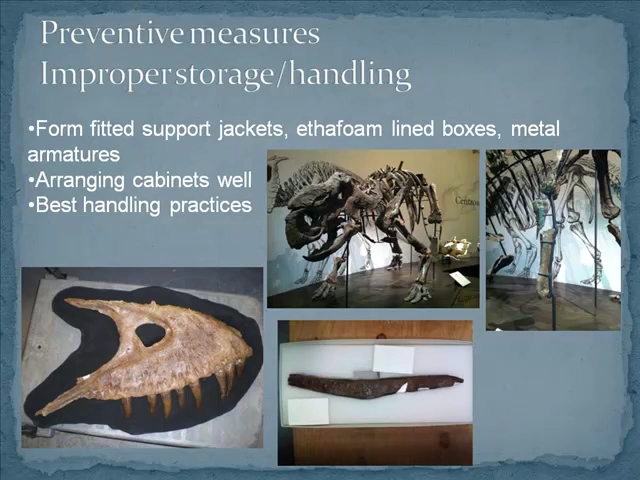 Preventive measures
Improper storage/handling
•Form fitted support jackets, ethafoam lined boxes, metal
armatures
•Arranging cabinets well
•Best handling practices